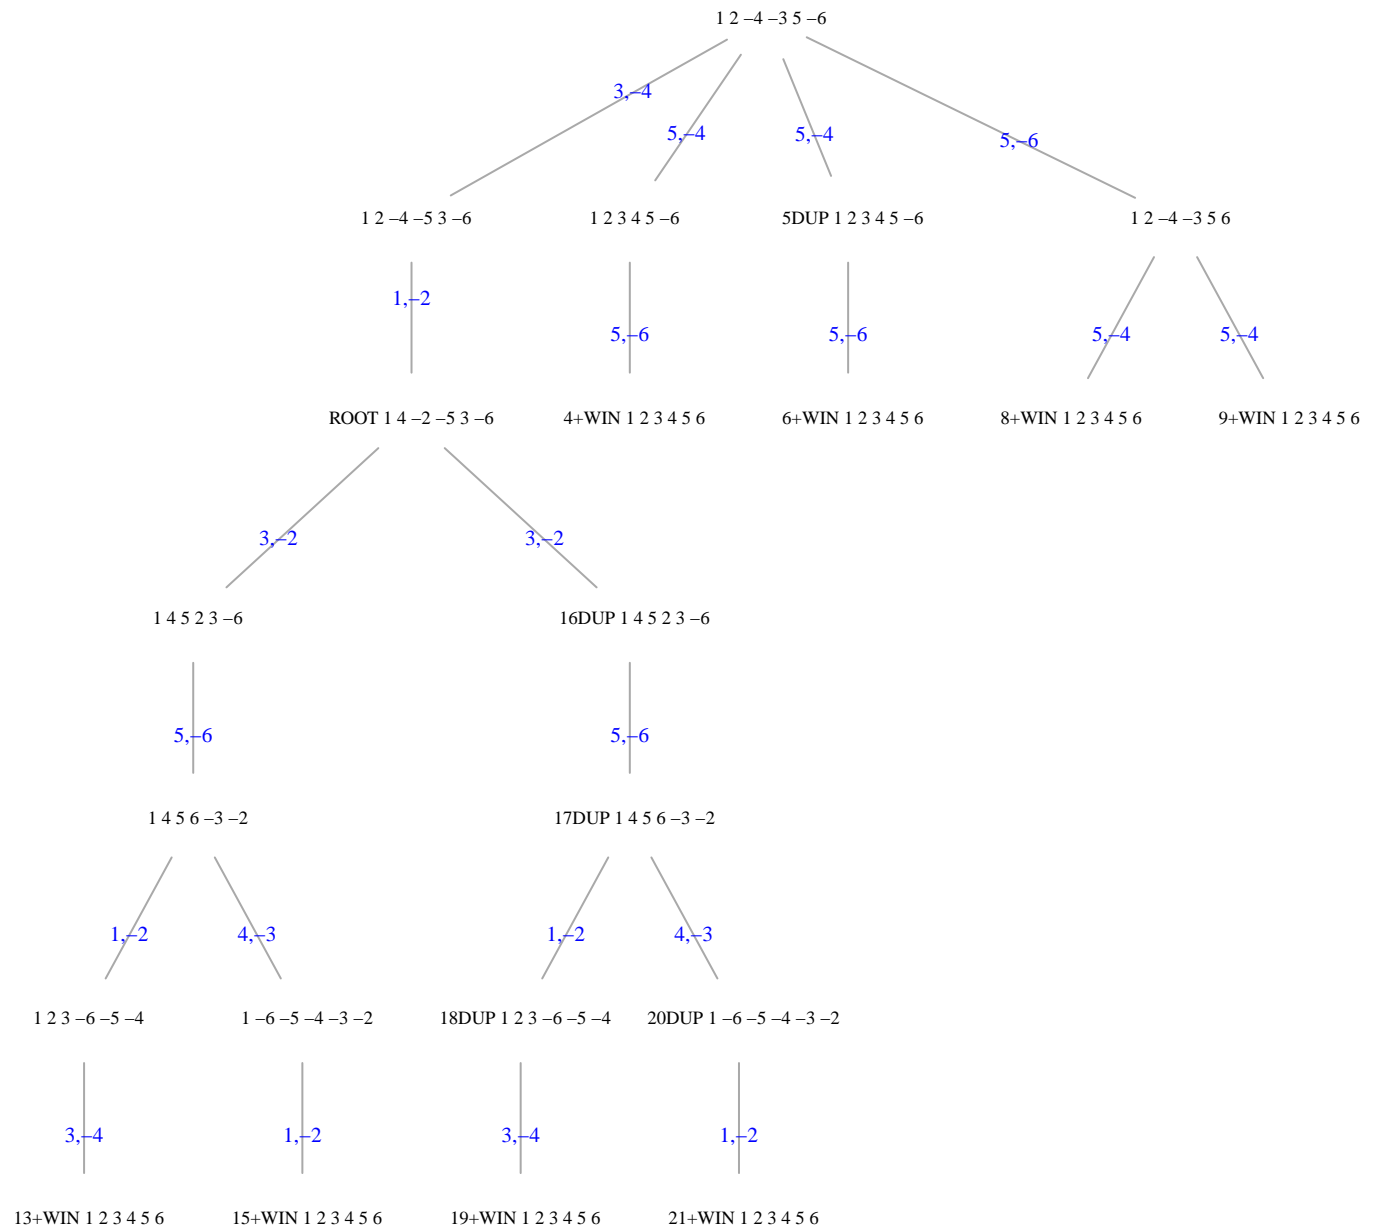 1 2 –4 –3 5 –6
3,–4
5,–4
5,–4
5,–6
1 2 –4 –5 3 –6
1 2 3 4 5 –6
5DUP 1 2 3 4 5 –6
1 2 –4 –3 5 6
1,–2
5,–6
5,–6
5,–4
5,–4
ROOT 1 4 –2 –5 3 –6
4+WIN 1 2 3 4 5 6
6+WIN 1 2 3 4 5 6
8+WIN 1 2 3 4 5 6
9+WIN 1 2 3 4 5 6
3,–2
3,–2
1 4 5 2 3 –6
16DUP 1 4 5 2 3 –6
5,–6
5,–6
1 4 5 6 –3 –2
17DUP 1 4 5 6 –3 –2
1,–2
4,–3
1,–2
4,–3
1 2 3 –6 –5 –4
1 –6 –5 –4 –3 –2
18DUP 1 2 3 –6 –5 –4
20DUP 1 –6 –5 –4 –3 –2
3,–4
1,–2
3,–4
1,–2
13+WIN 1 2 3 4 5 6
15+WIN 1 2 3 4 5 6
19+WIN 1 2 3 4 5 6
21+WIN 1 2 3 4 5 6